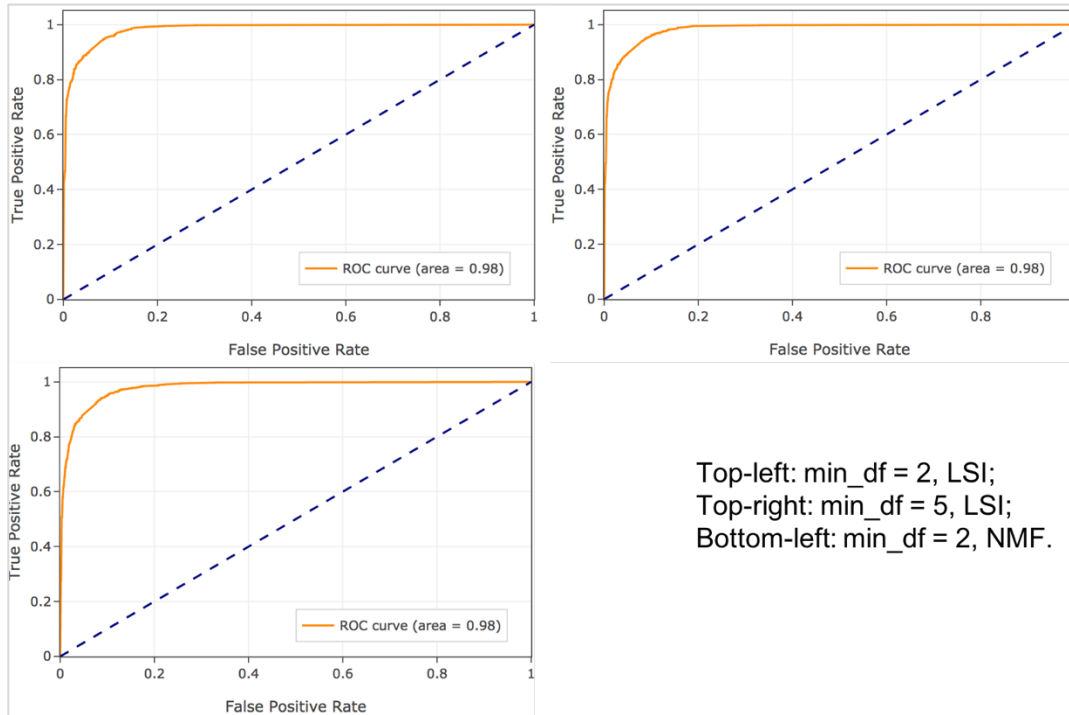 1
0.8
0.6
0.4
0.2
0
True Positive Rate
ROC curve (area = 0.98)
0 0.2 0.4 0.6 0.8 1
False Positive Rate
1
0.8
0.6
0.4
0.2
0
True Positive Rate
ROC curve (area = 0.98)
0 0.2 0.4 0.6 0.8
False Positive Rate
1
0.8
0.6
0.4
0.2
0
True Positive Rate
ROC curve (area = 0.98)
0 0.2 0.4 0.6 0.8 1
False Positive Rate
Top-left: min_df = 2, LSI;
Top-right: min_df = 5, LSI;
Bottom-left: min_df = 2, NMF.